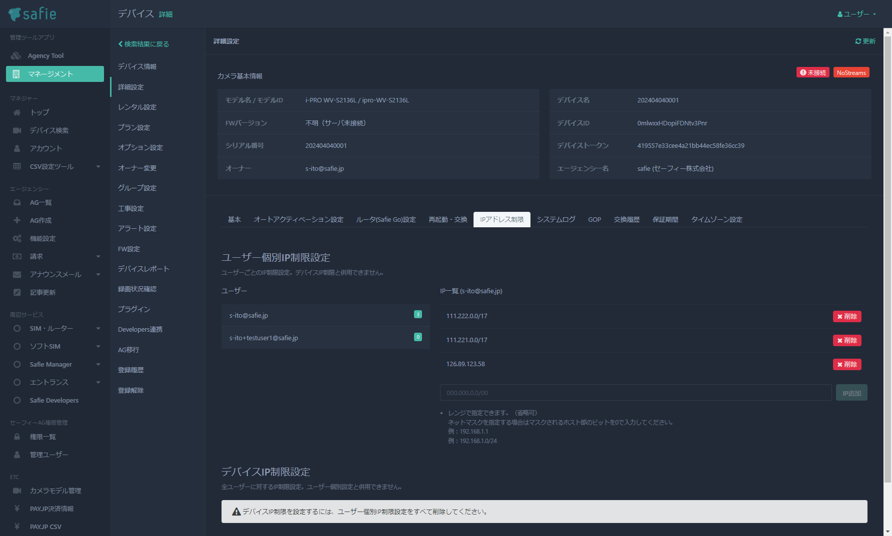 safie
デバイス 詳細
ユーザー
管理ツールアプリ
Agency Tool
マネージメント
マネジャー
トップ
デバイス検索
アカウント
CSV設定ツール
エージェンシー
AG一覧
AG作成
機能設定
請求
アナウンスメール
記事更新
周辺サービス
SIM・ルーター
ソフトSIM
Safie Manager
エントランス
Safie Developers
セーフィーAG権限管理
権限一覧
管理ユーザー
ETC
カメラモデル管理
PAYJP決済情報
PAYJP CSV
検索結果に戻る
デバイス情報
詳細設定
レンタル設定
プラン設定
オプション設定
オーナー変更
グループ設定
工事設定
アラート設定
FW設定
デバイスレポート
録画状況確認
プラグイン
Developers連携
AG移行
登録履歴
登録解除
詳細設定
更新
カメラ基本情報
未接続 NoStreams
モデル名 / モデルID i-PRO WV-S2136L / ipro-WV-S2136L
FWバージョン 不明（サーバ未接続）
シリアル番号 202404040001
オーナー s-ito@safie.jp
デバイス名 202404040001
デバイスID 0mlwxxHDopiFDNtv3Pnr
デバイストークン 419557e33cee4a21bb44ec58fe36cc39
エージェンシー名 safie (セーフィー株式会社)
基本 オートアクティベーション設定 ルータ(Safie Go)設定 再起動・交換 IPアドレス制限 システムログ GOP 交換履歴 保証期間 タイムゾーン設定
ユーザー個別IP制限設定
ユーザーごとのIP制限設定。デバイスIP制限と併用できません。
ユーザー
s-ito@safie.jp 3
s-ito+testuser1@safie.jp 0
IP一覧 (s-ito@safie.jp)
111.222.0.0/17 削除
111.221.0.0/17 削除
126.89.123.58 削除
000.000.0.0/00 IP追加
レンジで指定できます。（省略可）
ネットマスクを指定する場合はマスクされるホスト部のビットを0で入力してください。
例：192.168.1.1
例：192.168.1.0/24
デバイスIP制限設定
全ユーザーに対するIP制限設定。ユーザー個別設定と併用できません。
デバイスIP制限を設定するには、ユーザー個別IP制限設定をすべて削除してください。